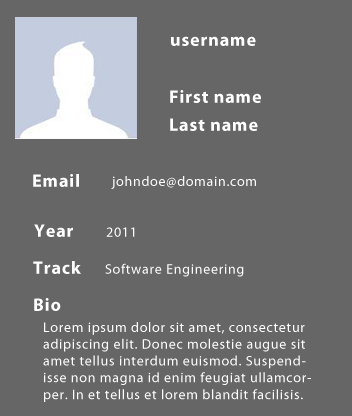 username
First name
Last name
Email johndoe@domain.com
Year 2011
Track Software Engineering
Bio
Lorem ipsum dolor sit amet, consectetur
adipiscing elit. Donec molestie augue sit
amet tellus interdum euismod. Suspend-
isse non magna id enim feugiat ullamcor-
per. In et tellus et lorem blandit facilisis.